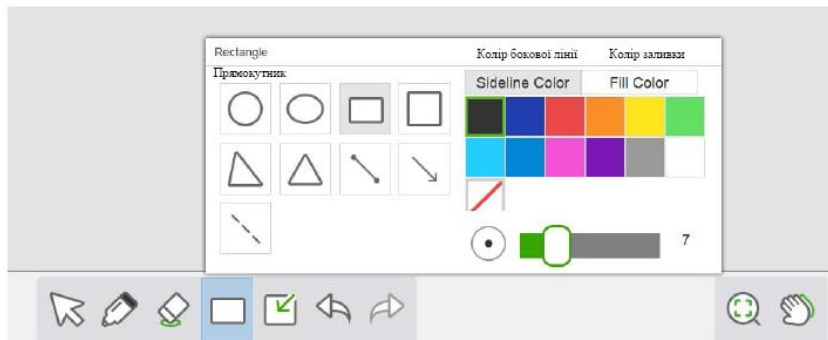 Rectangle
Прямокутник
Колір бокової лінії Колір заливки
Sideline Color Fill Color
7